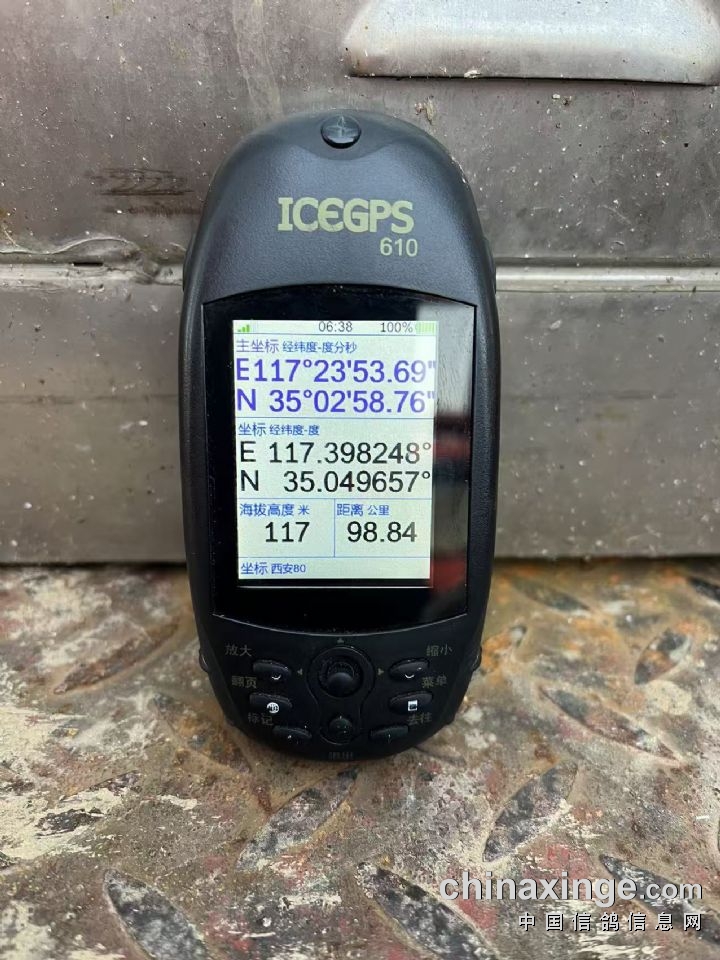 ICEGPS
610
06:38 100%
主坐标 经纬度-度分秒
E117°23'53.69"
N 35°02'58.76"
坐标 经纬度-度
E 117.398248°
N 35.049657°
海拔高度 米 距离 公里
117 98.84
坐标 西安80
放大 缩小
翻页 菜单
标记 去往
chinaxinge.com
中国信鸽信息网